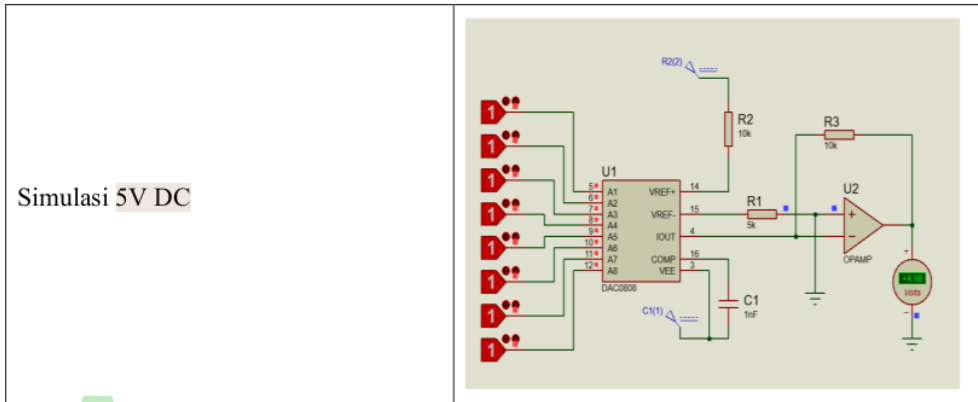 Simulasi 5V DC
R2(2)
R2
10k
R3
10k
1
1
1
1
1
1
1
1
U1
5
6
7
8
9
10
11
12
A1
A2
A3
A4
A5
A6
A7
A8
VREF+
VREF-
IOUT
COMP
VEE
14
15
4
16
3
DAC0808
R1
5k
U2
+
−
OPAMP
C1(1)
C1
1nF
+
+4.98
Volts
−